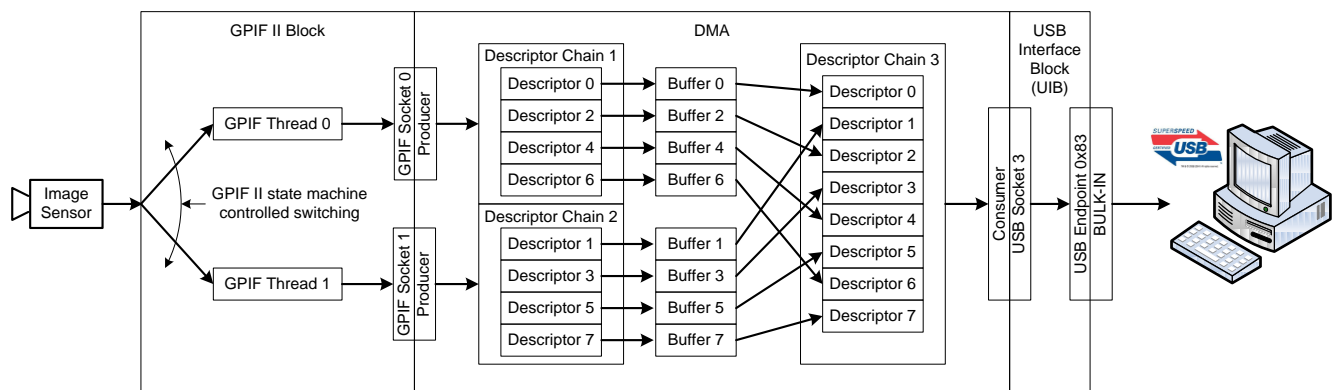 GPIF II Block
DMA
USB
Interface
Block
(UIB)
Image
Sensor
GPIF Thread 0
GPIF II state machine
controlled switching
GPIF Thread 1
GPIF Socket 0
Producer
GPIF Socket 1
Producer
Descriptor Chain 1
Descriptor 0
Descriptor 2
Descriptor 4
Descriptor 6
Descriptor Chain 2
Descriptor 1
Descriptor 3
Descriptor 5
Descriptor 7
Buffer 0
Buffer 2
Buffer 4
Buffer 6
Buffer 1
Buffer 3
Buffer 5
Buffer 7
Descriptor Chain 3
Descriptor 0
Descriptor 1
Descriptor 2
Descriptor 3
Descriptor 4
Descriptor 5
Descriptor 6
Descriptor 7
Consumer
USB Socket 3
USB Endpoint 0x83
BULK-IN
SUPERSPEED
CERTIFIED
USB